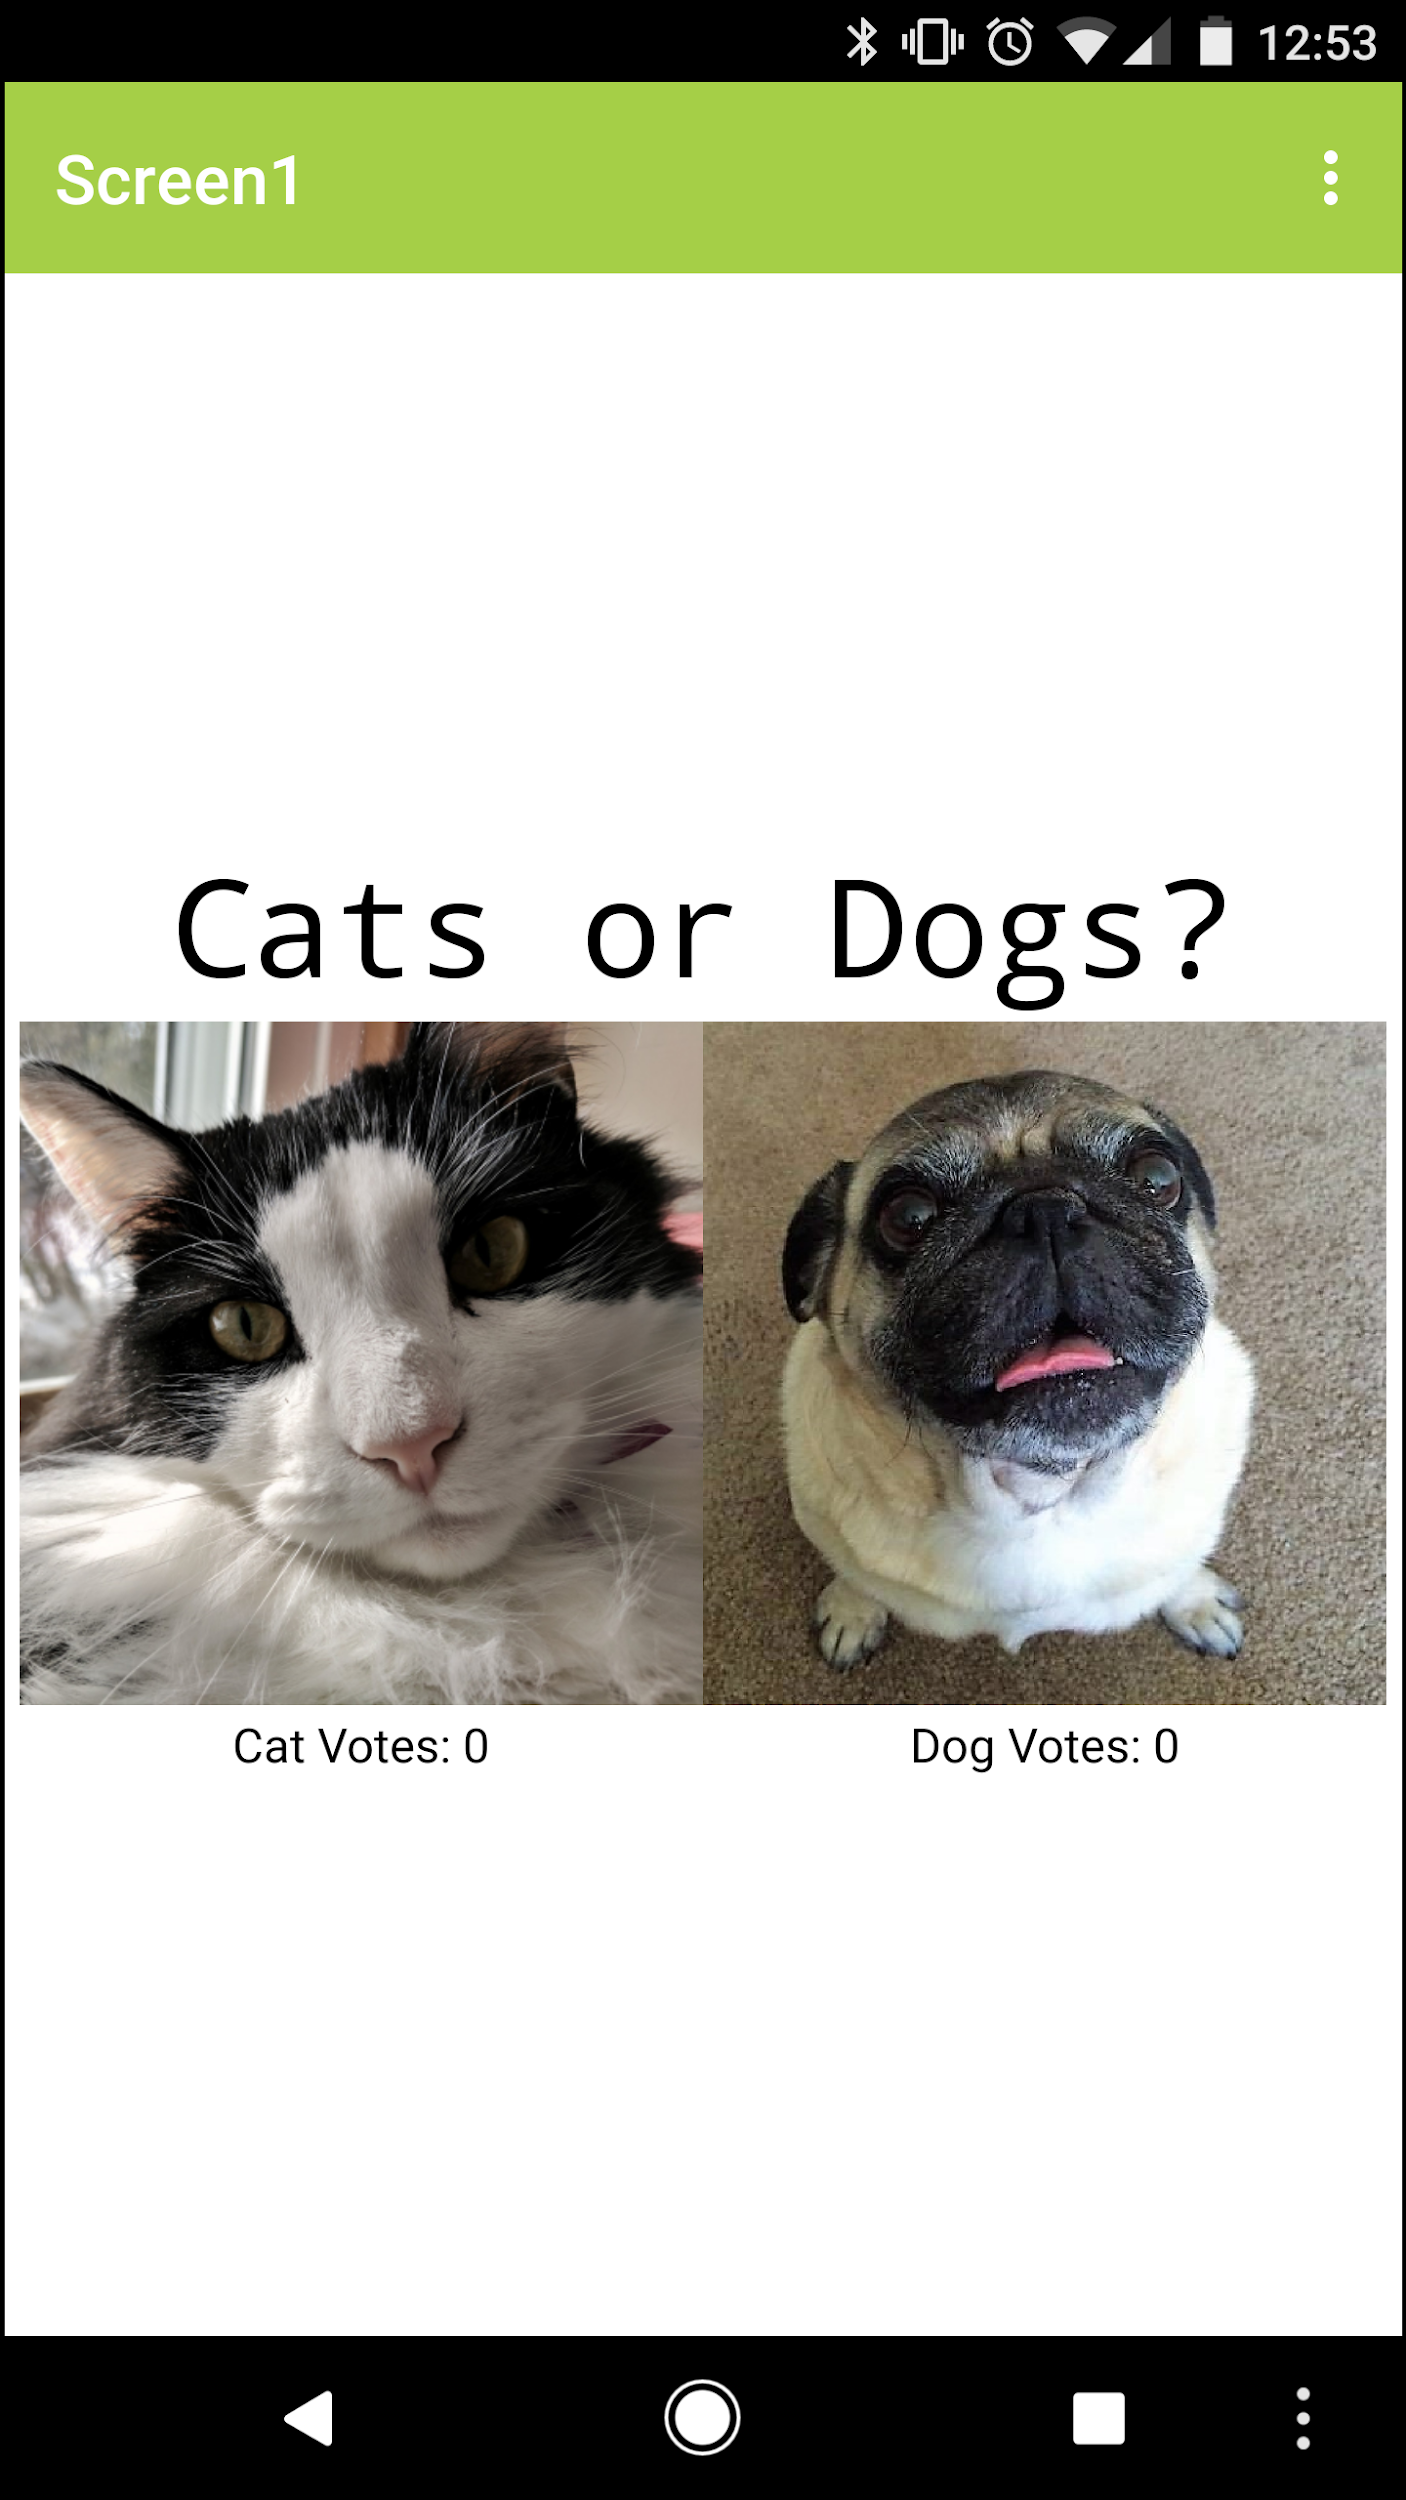 12:53
Screen1
Cats or Dogs?
Cat Votes: 0
Dog Votes: 0